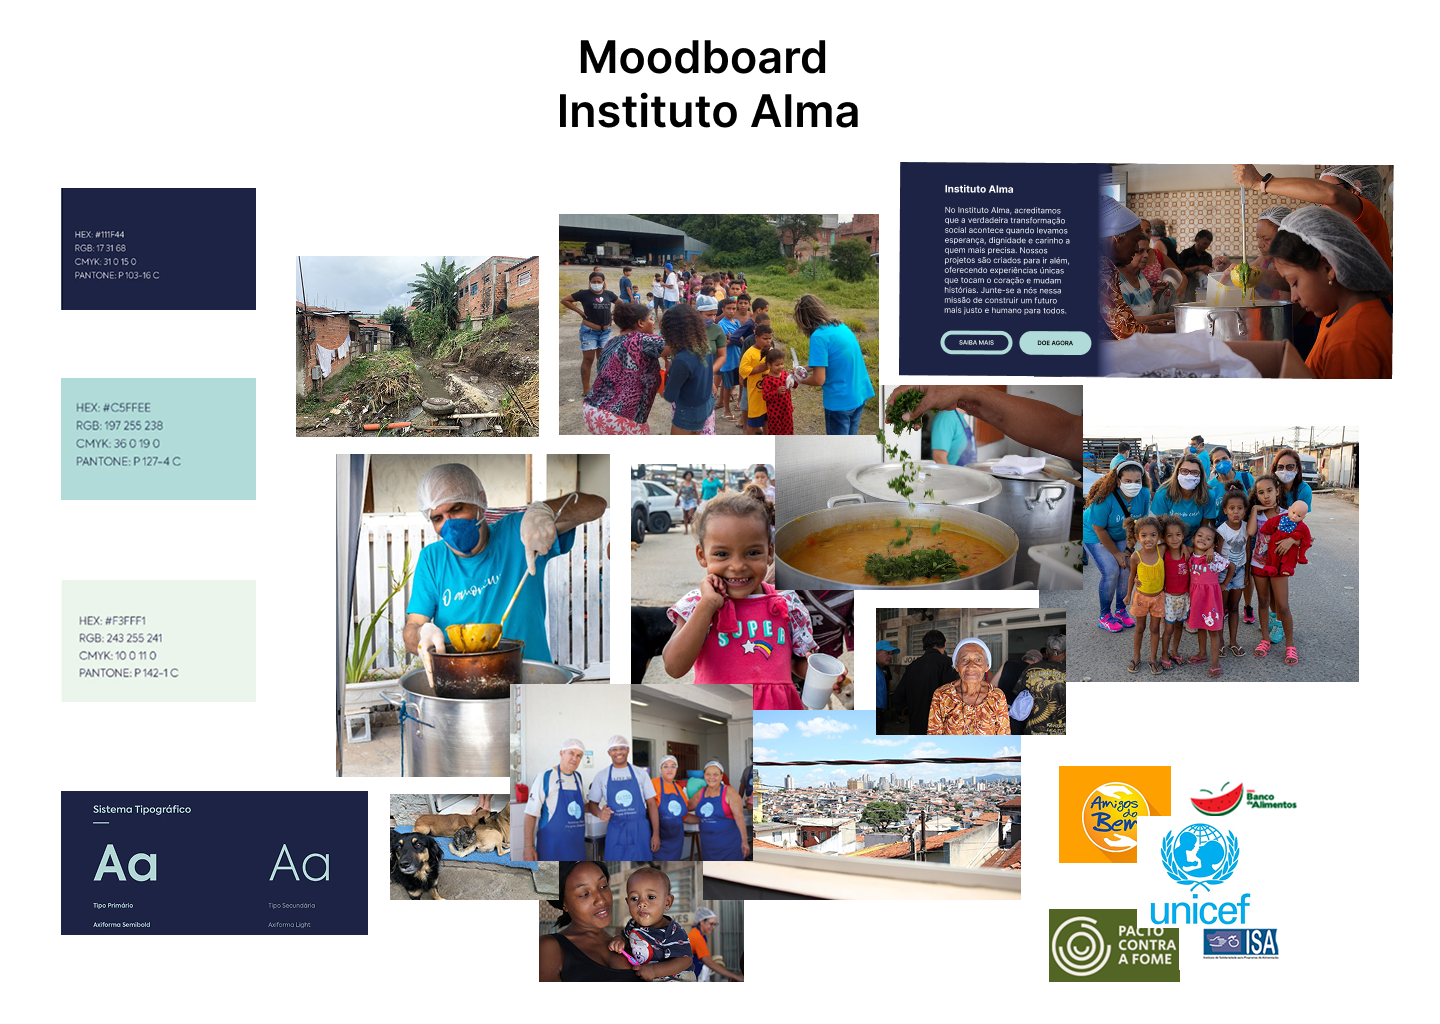 Moodboard
Instituto Alma
HEX: #111F44
RGB: 17 31 68
CMYK: 31 0 15 0
PANTONE: P 103-16 C
HEX: #C5FFEE
RGB: 197 255 238
CMYK: 36 0 19 0
PANTONE: P 127-4 C
HEX: #F3FFF1
RGB: 243 255 241
CMYK: 10 0 11 0
PANTONE: P 142-1 C
Sistema Tipográfico
Aa
Aa
Tipo Primário
Tipo Secundária
Axiforma Semibold
Axiforma Light
Instituto Alma
No Instituto Alma, acreditamos
que a verdadeira transformação
social acontece quando levamos
esperança, dignidade e carinho a
quem mais precisa. Nossos
projetos são criados para ir além,
oferecendo experiências únicas
que tocam o coração e mudam
histórias. Junte-se a nós nessa
missão de construir um futuro
mais justo e humano para todos.
SAIBA MAIS
DOE AGORA
O amor
SUPER
Amigos
do
Bem
Banco
de Alimentos
unicef
PACTO
CONTRA
A FOME
ISA